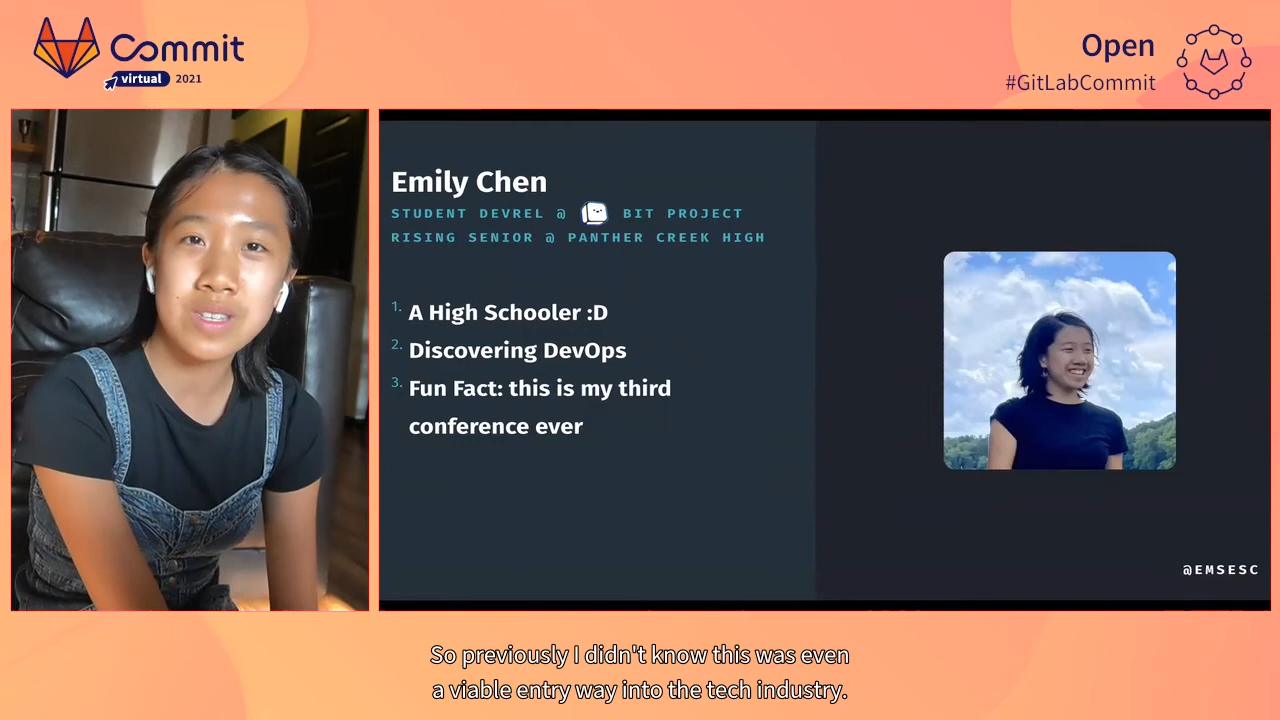 Commit
virtual 2021
Open
#GitLabCommit
Emily Chen
STUDENT DEVREL @ BIT PROJECT
RISING SENIOR @ PANTHER CREEK HIGH
1. A High Schooler :D
2. Discovering DevOps
3. Fun Fact: this is my third
conference ever
@EMSESC
So previously I didn't know this was even
a viable entry way into the tech industry.